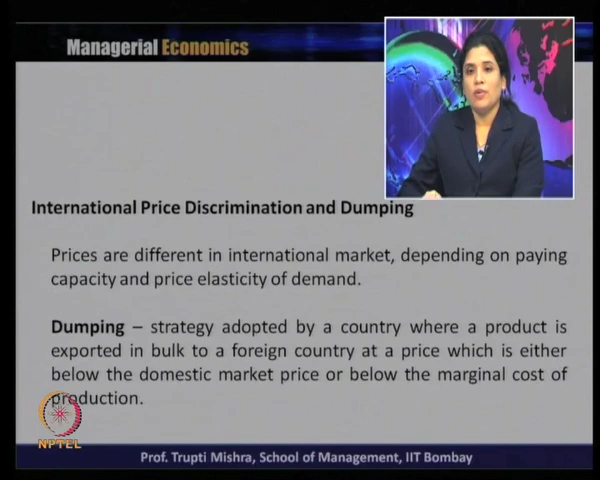 Managerial Economics
International Price Discrimination and Dumping
Prices are different in international market, depending on paying
capacity and price elasticity of demand.
Dumping – strategy adopted by a country where a product is
exported in bulk to a foreign country at a price which is either
below the domestic market price or below the marginal cost of
production.
NPTEL
Prof. Trupti Mishra, School of Management, IIT Bombay